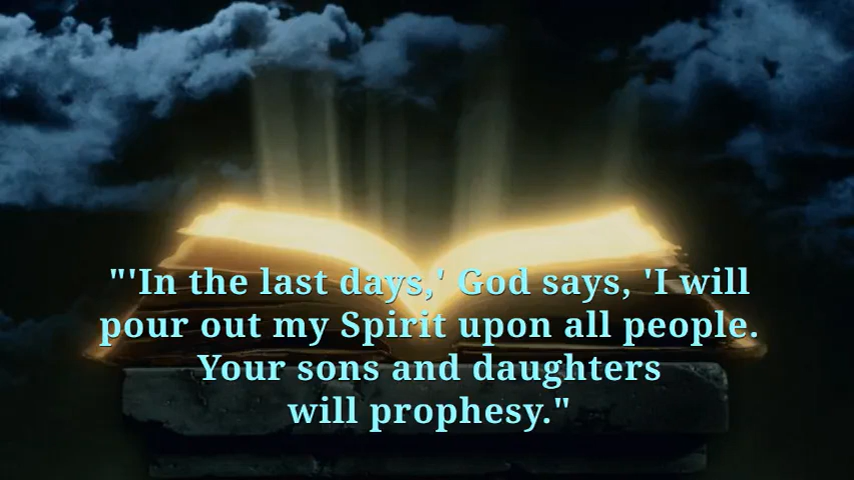 "'In the last days,' God says, 'I will
pour out my Spirit upon all people.
Your sons and daughters
will prophesy."